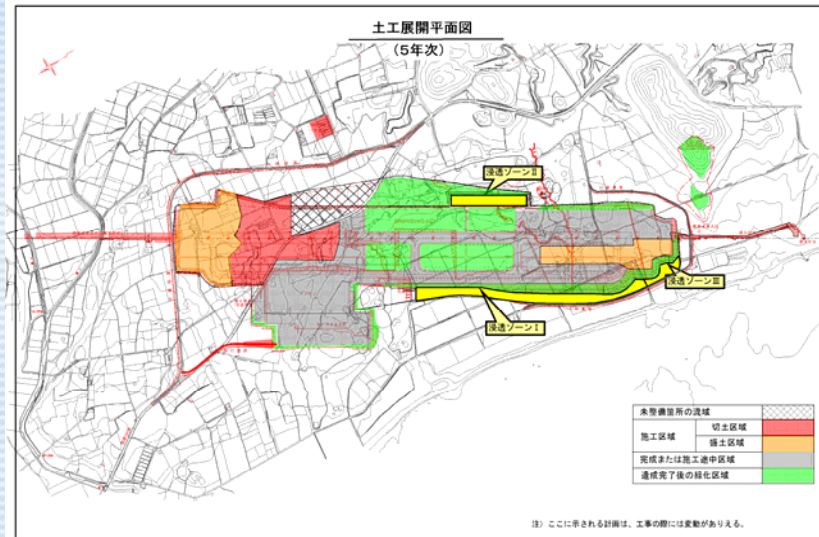 土工展開平面図
(5年次)
浸透ゾーンⅡ
浸透ゾーンⅢ
浸透ゾーンⅠ
未整備箇所の流域
施工区域
切土区域
盛土区域
完成または施工途中区域
造成完了後の緑化区域
注）ここに示される計画は、工事の際には変動がありえる。